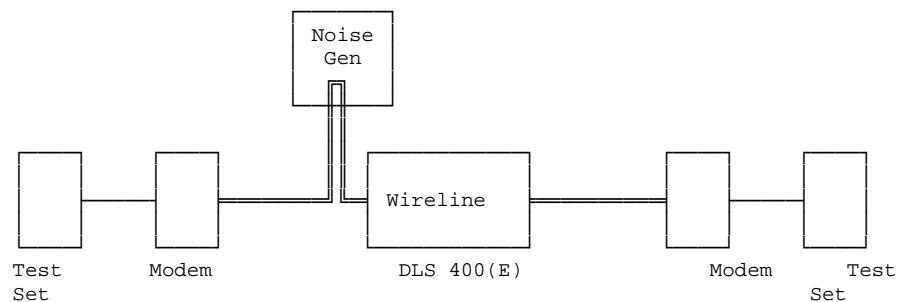 Noise
Gen
Wireline
Test Modem DLS 400(E) Modem Test
Set Set